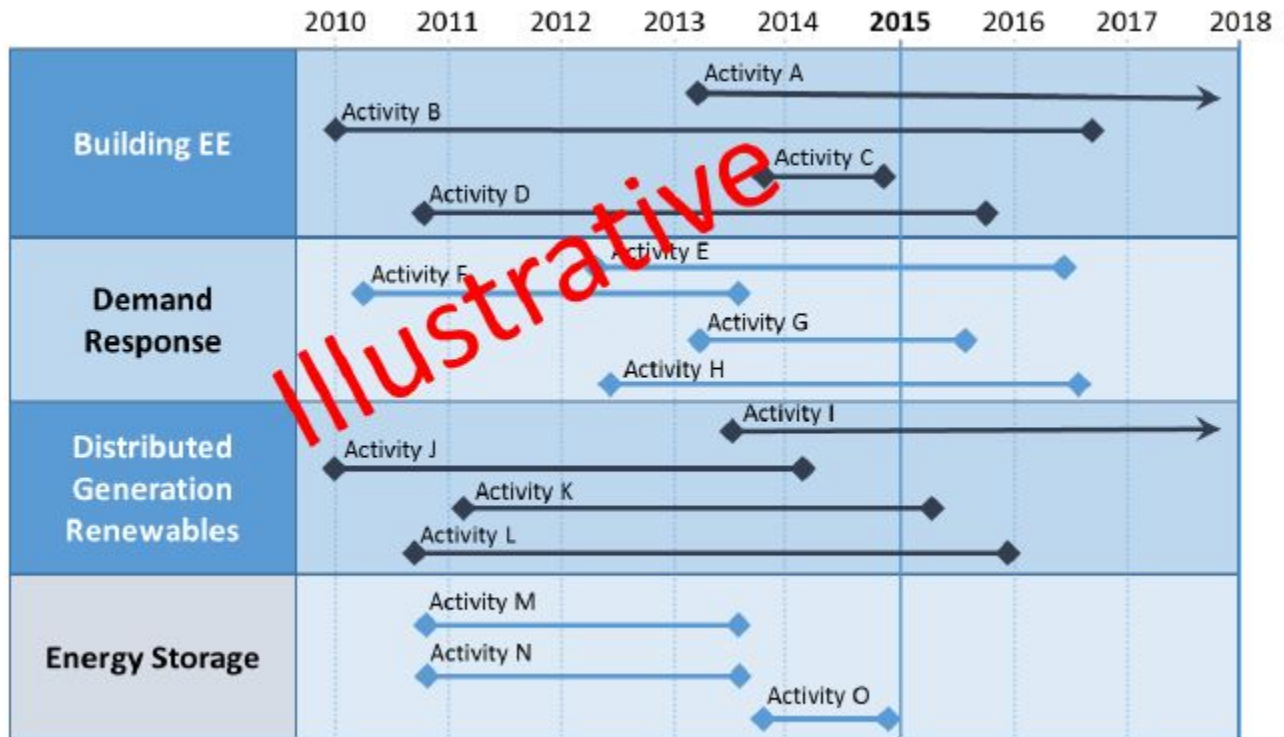 2010 2011 2012 2013 2014 2015 2016 2017 2018
Building EE
Activity A
Activity B
Activity C
Activity D
Demand
Response
Activity E
Activity F
Activity G
Activity H
Distributed
Generation
Renewables
Activity I
Activity J
Activity K
Activity L
Energy Storage
Activity M
Activity N
Activity O
Illustrative